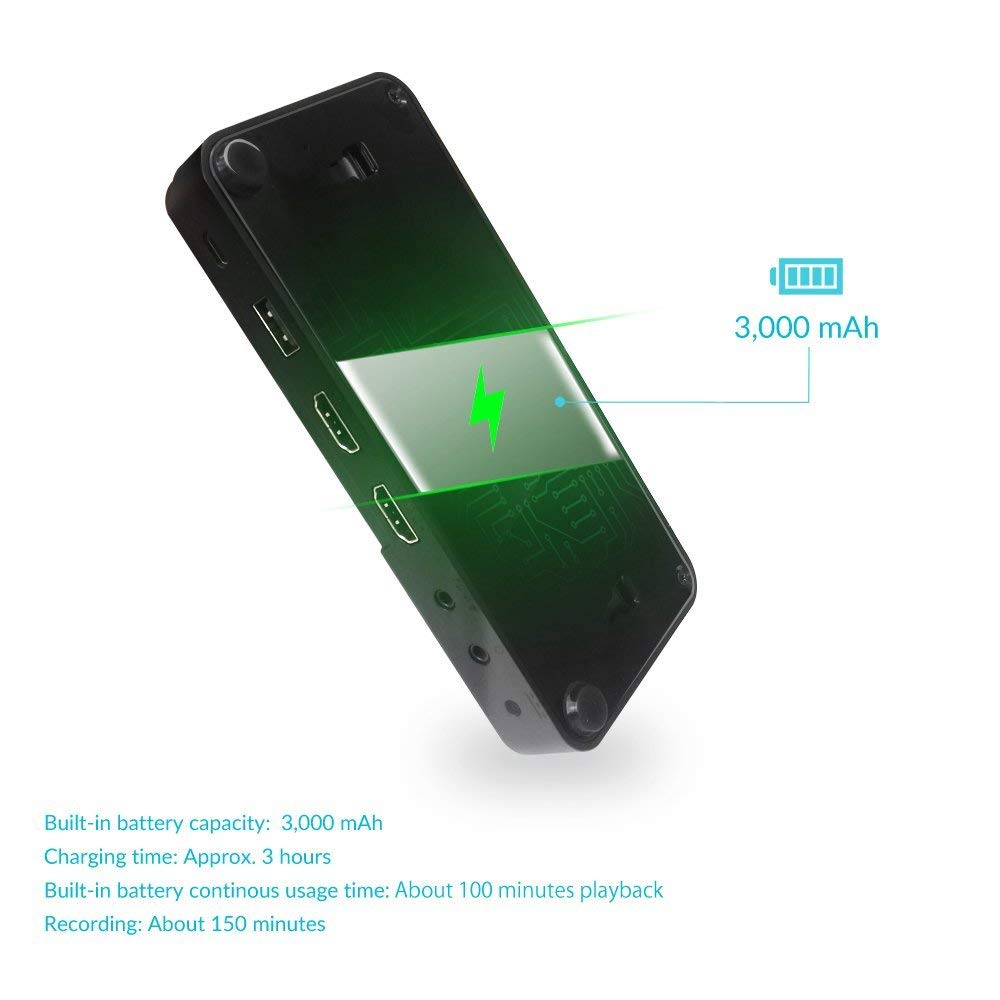 3,000 mAh
Built-in battery capacity: 3,000 mAh
Charging time: Approx. 3 hours
Built-in battery continous usage time: About 100 minutes playback
Recording: About 150 minutes